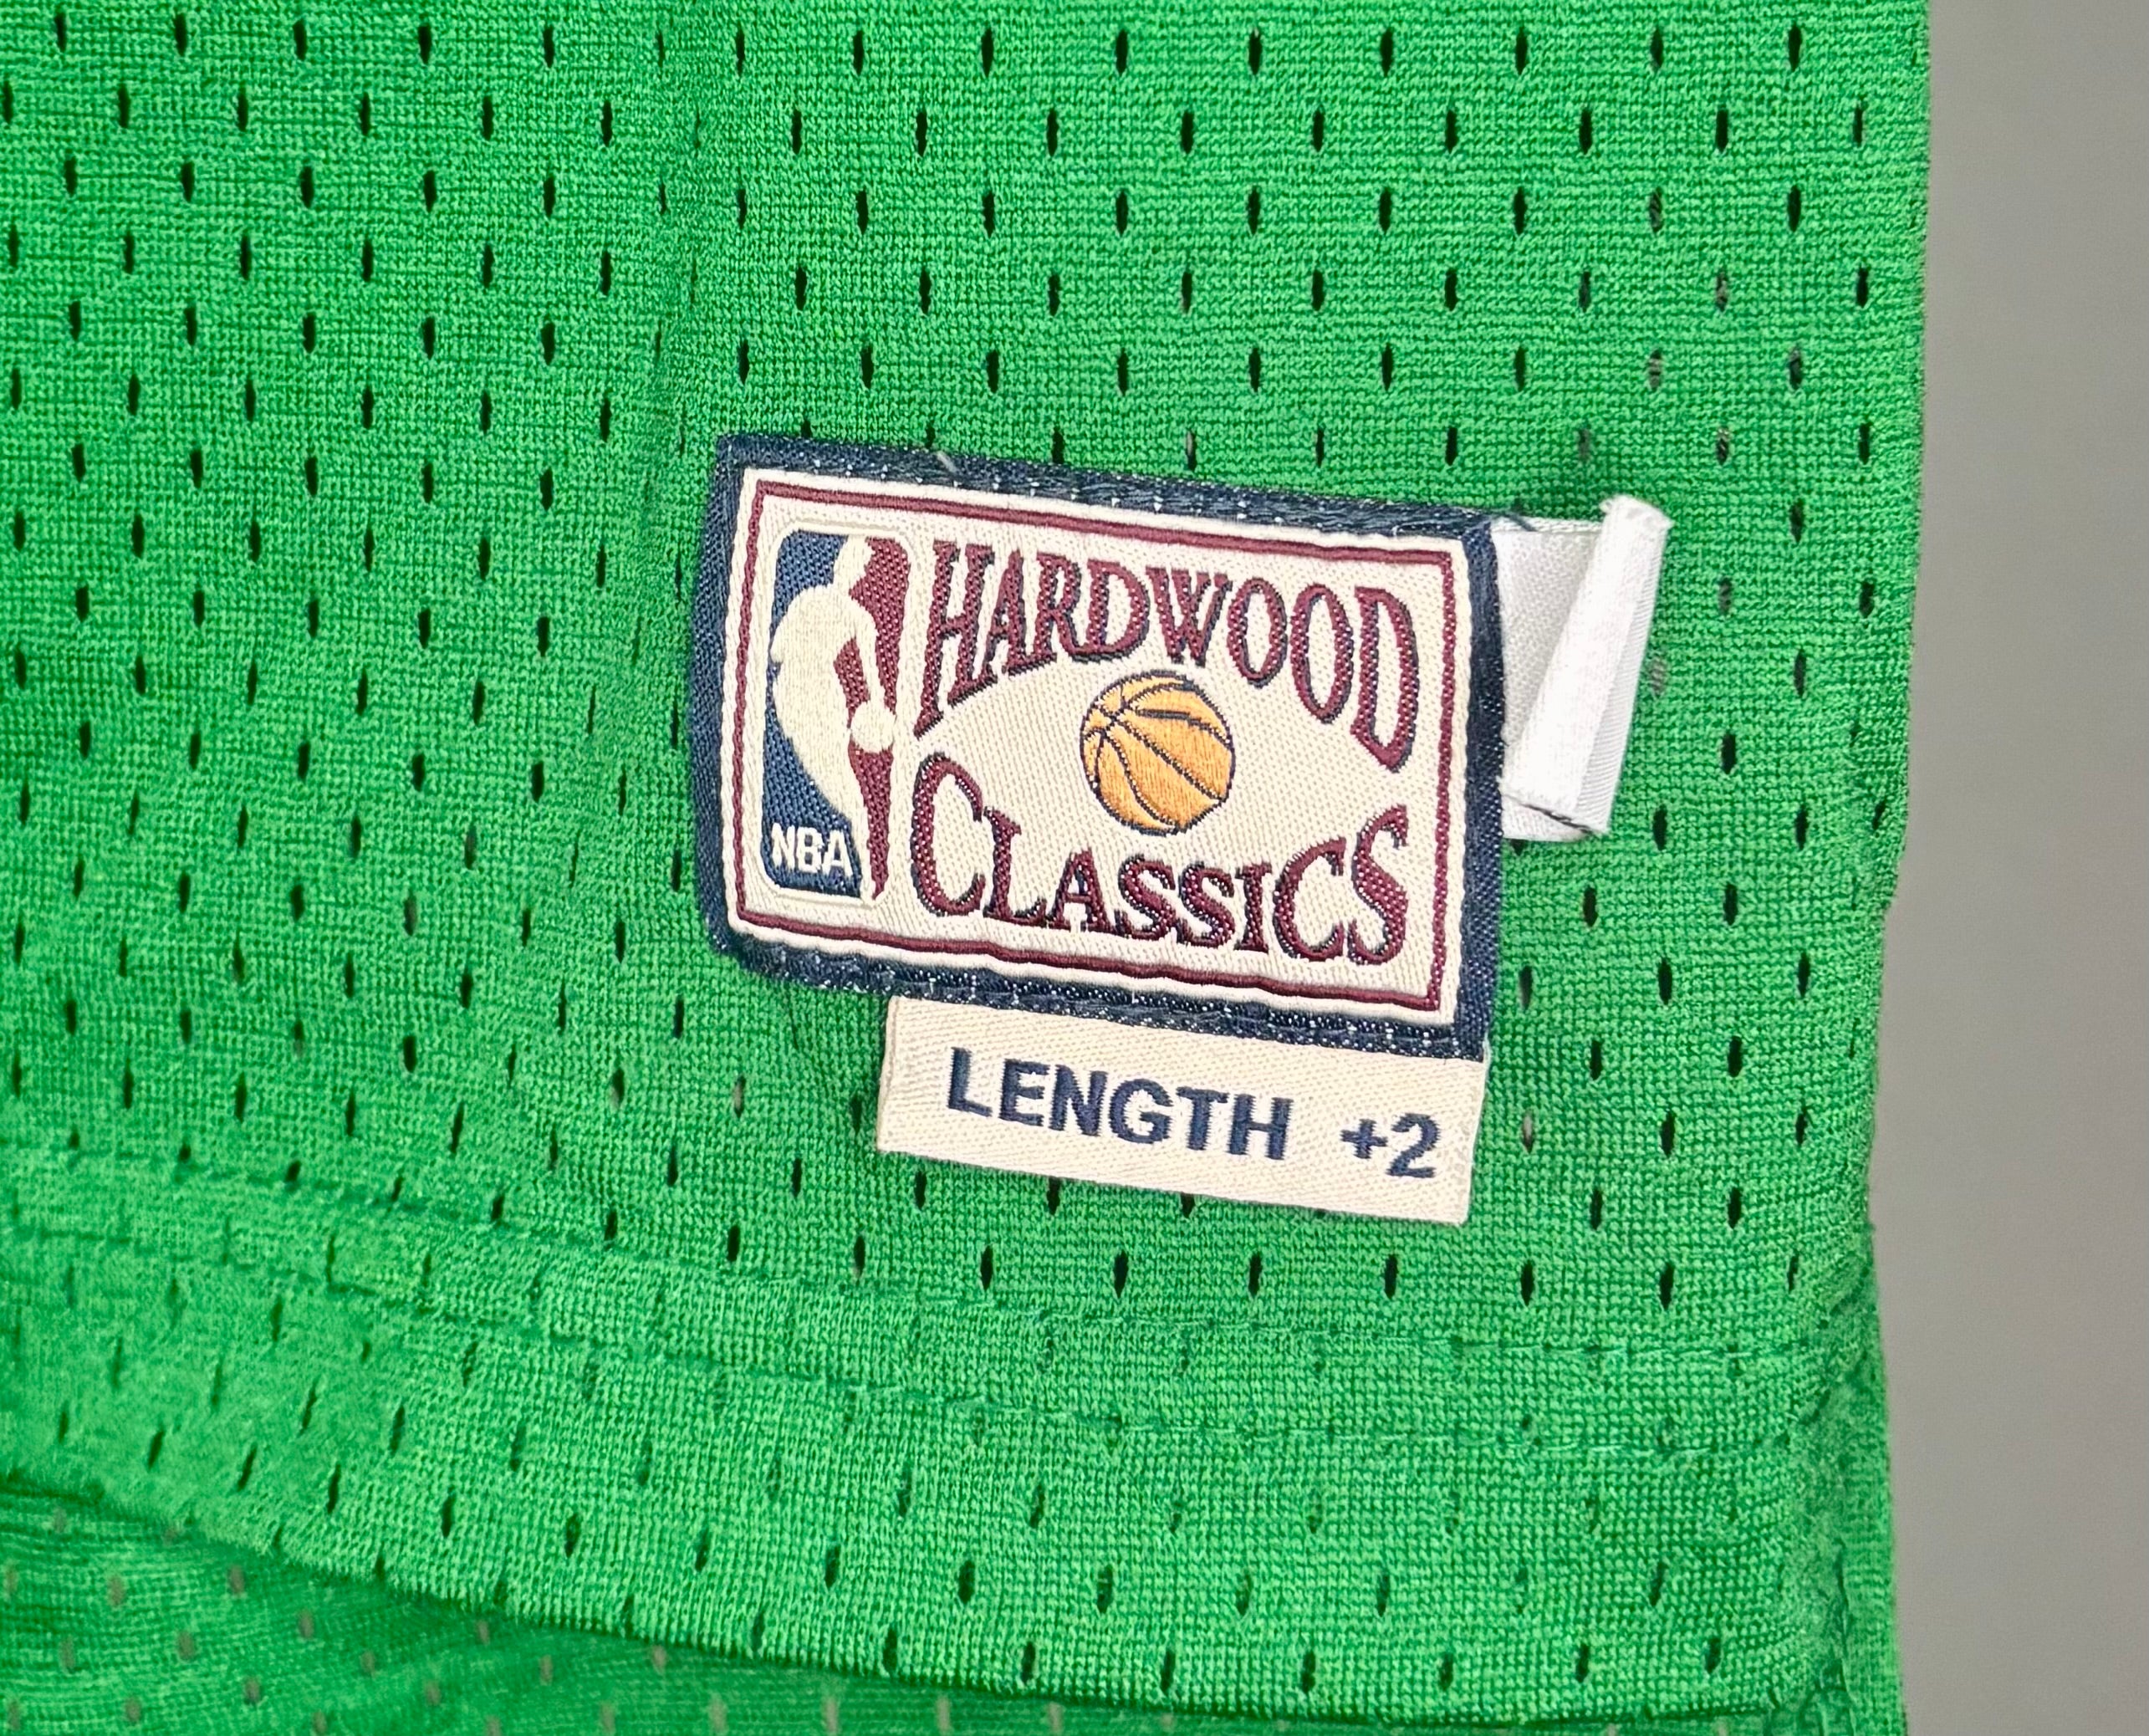 HARDWOOD
CLASSICS
NBA
LENGTH +2